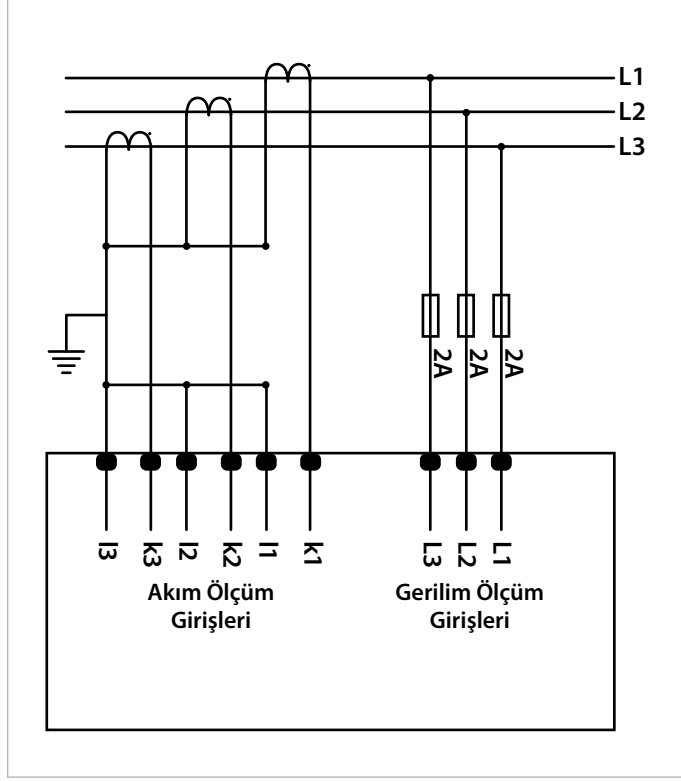 L1
L2
L3
2A
2A
2A
l3
k3
l2
k2
l1
k1
L3
L2
L1
Akım Ölçüm
Girişleri
Gerilim Ölçüm
Girişleri